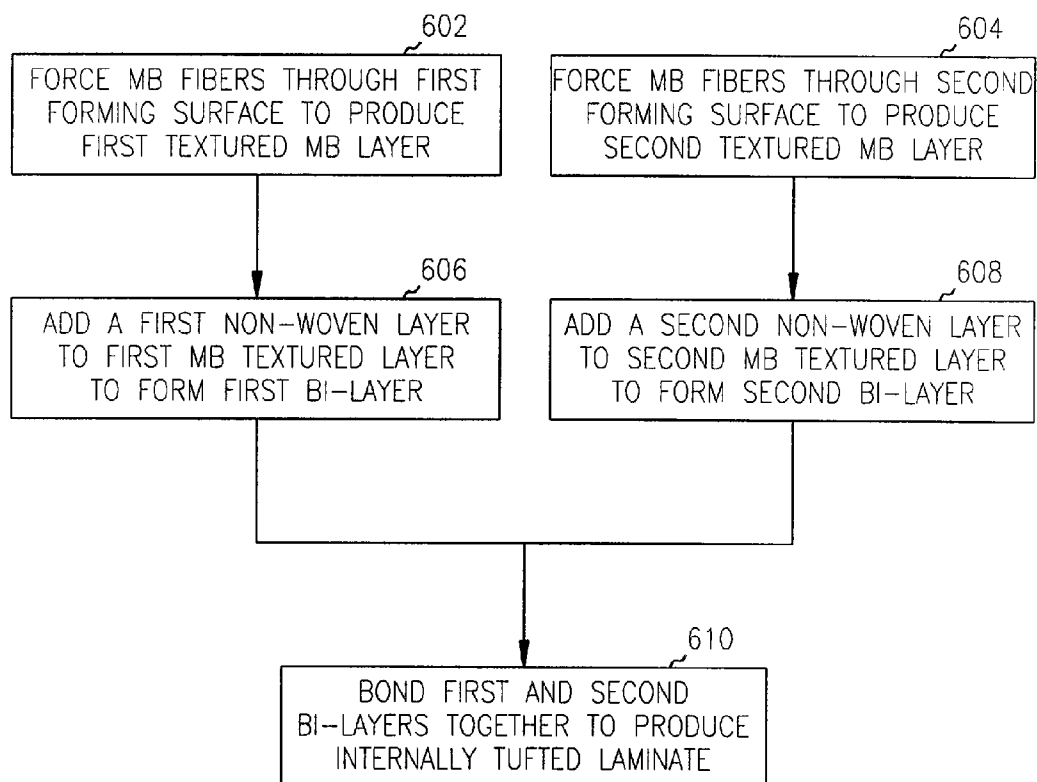 602
FORCE MB FIBERS THROUGH FIRST
FORMING SURFACE TO PRODUCE
FIRST TEXTURED MB LAYER
604
FORCE MB FIBERS THROUGH SECOND
FORMING SURFACE TO PRODUCE
SECOND TEXTURED MB LAYER
606
ADD A FIRST NON-WOVEN LAYER
TO FIRST MB TEXTURED LAYER
TO FORM FIRST BI-LAYER
608
ADD A SECOND NON-WOVEN LAYER
TO SECOND MB TEXTURED LAYER
TO FORM SECOND BI-LAYER
610
BOND FIRST AND SECOND
BI-LAYERS TOGETHER TO PRODUCE
INTERNALLY TUFTED LAMINATE